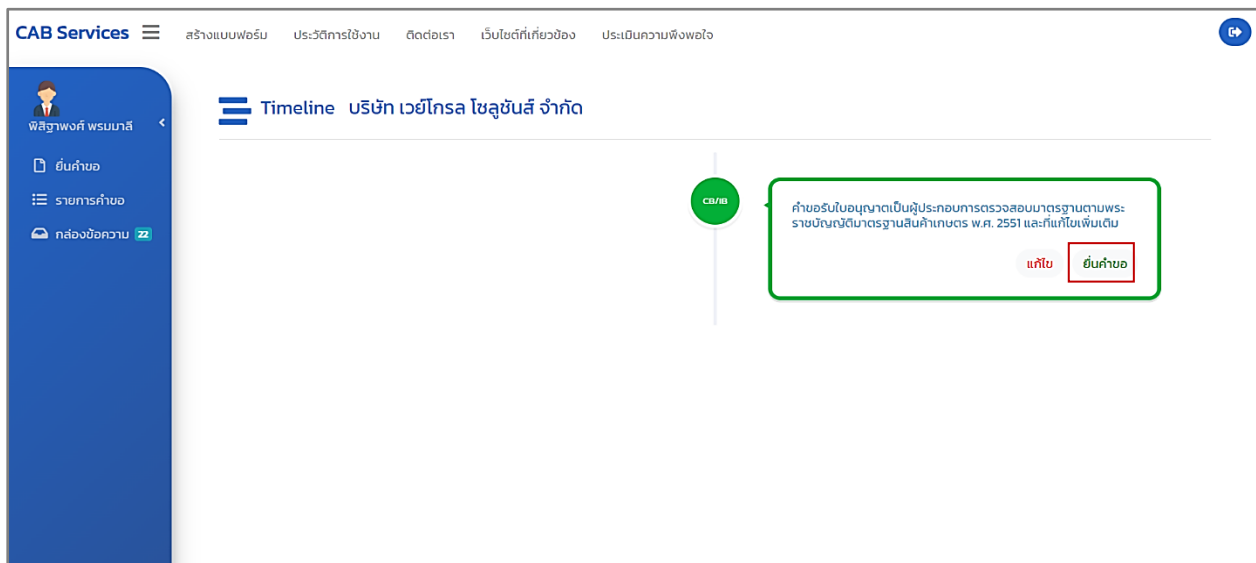 CAB Services สร้างแบบฟอร์ม ประวัติการใช้งาน ติดต่อเรา เว็บไซต์ที่เกี่ยวข้อง ประเมินความพึงพอใจ
พิสิฐาพงศ์ พรมมาลี
ยื่นคำขอ
รายการคำขอ
กล่องข้อความ 22
Timeline บริษัท เวย์โกรล โซลูชันส์ จำกัด
CB/IB
คำขอรับใบอนุญาตเป็นผู้ประกอบการตรวจสอบมาตรฐานตามพระ
ราชบัญญัติมาตรฐานสินค้าเกษตร พ.ศ. 2551 และที่แก้ไขเพิ่มเติม
แก้ไข ยื่นคำขอ